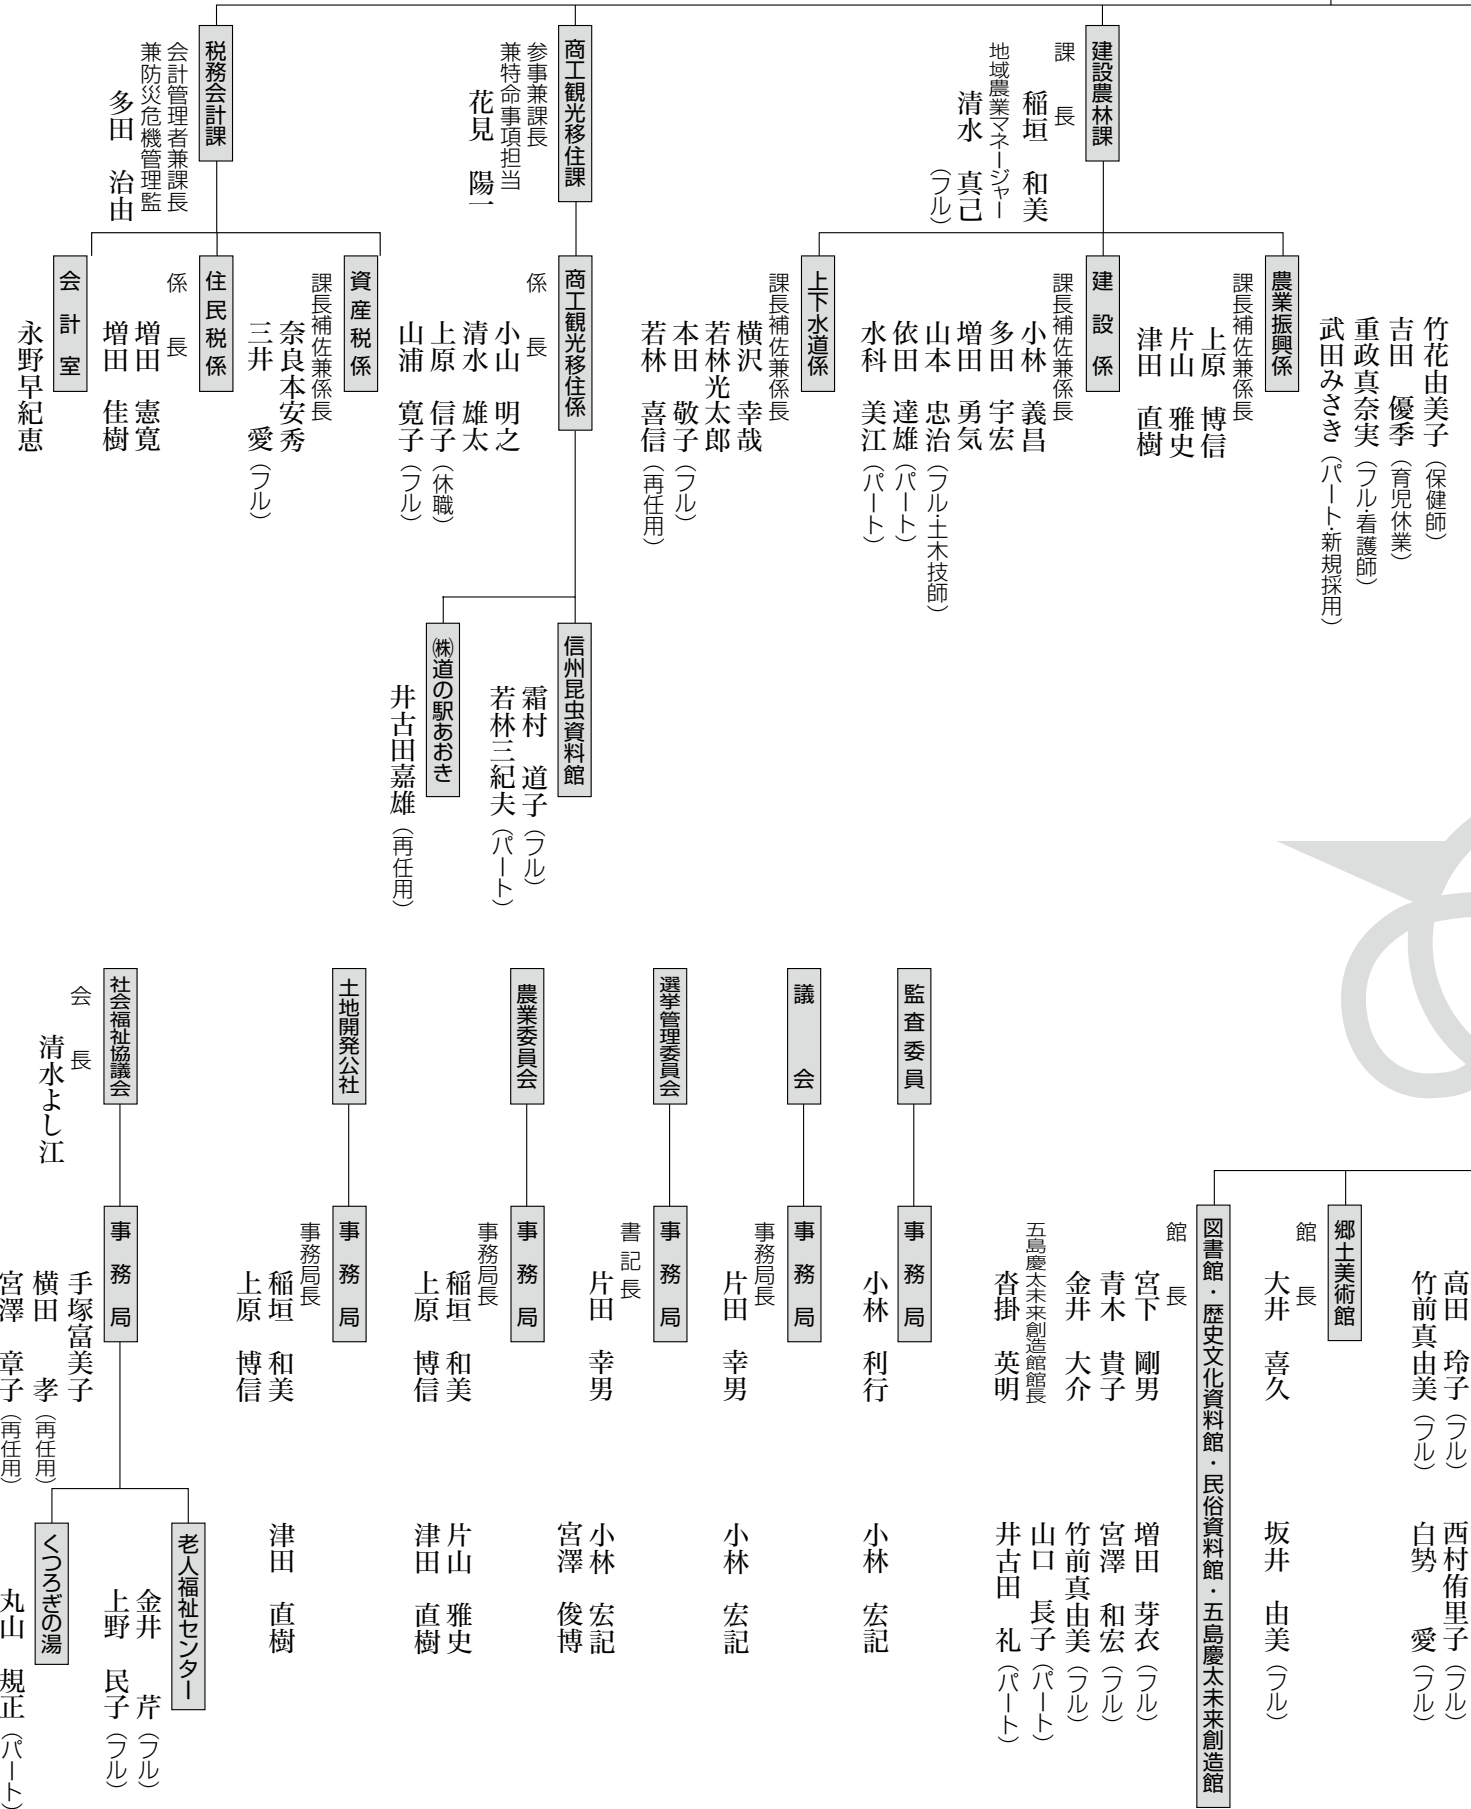 竹花由美子（保健師）
吉田　優季（育児休業）
重政真奈実（フル・看護師）
武田みさき（パート・新規採用）
建設農林課
課長
稲垣　和美
地域農業マネージャー
清水　真己（フル）
農業振興係
課長補佐兼係長
上原　博信
片山　雅史
津田　直樹
建設係
課長補佐兼係長
小林　義昌
多田　宇宏
増田　勇気
山本　忠治（フル・土木技師）
依田　達雄（パート）
水科　美江（パート）
上下水道係
課長補佐兼係長
横沢　幸哉
若林光太郎
本田　敬子（フル）
若林　喜信（再任用）
商工観光移住課
参事兼課長
兼特命事項担当
花見　陽一
商工観光移住係
係長
小山　明之
清水　雄太
上原　信子（休職）
山浦　寛子（フル）
信州昆虫資料館
霜村　道子（フル）
若林三紀夫（パート）
㈱道の駅あおき
井古田嘉雄（再任用）
税務会計課
会計管理者兼課長
兼防災危機管理監
多田　治由
資産税係
課長補佐兼係長
奈良本安秀
三井　愛（フル）
住民税係
係長
増田　憲寛
増田　佳樹
会計室
永野早紀恵
高田　玲子（フル）
竹前真由美（フル）
西村侑里子（フル）
白勢　愛（フル）
郷土美術館
館長
大井　喜久
坂井　由美（フル）
図書館・歴史文化資料館・民俗資料館・五島慶太未来創造館
館長
宮下　剛男
青木　貴子
金井　大介
五島慶太未来創造館館長
沓掛　英明
増田　芽衣（フル）
宮澤　和宏（フル）
竹前真由美（フル）
山口　長子（パート）
井古田　礼（パート）
監査委員
事務局
小林　利行
小林　宏記
議会
事務局
事務局長
片田　幸男
小林　宏記
選挙管理委員会
事務局
書記長
片田　幸男
小林　宏記
宮澤　俊博
農業委員会
事務局
事務局長
稲垣　和美
上原　博信
片山　雅史
津田　直樹
土地開発公社
事務局
事務局長
稲垣　和美
上原　博信
津田　直樹
社会福祉協議会
会長
清水よし江
事務局
手塚富美子
横田　孝（再任用）
宮澤　章子（再任用）
老人福祉センター
金井　芹（フル）
上野　民子（フル）
くつろぎの湯
丸山　規正（パート）